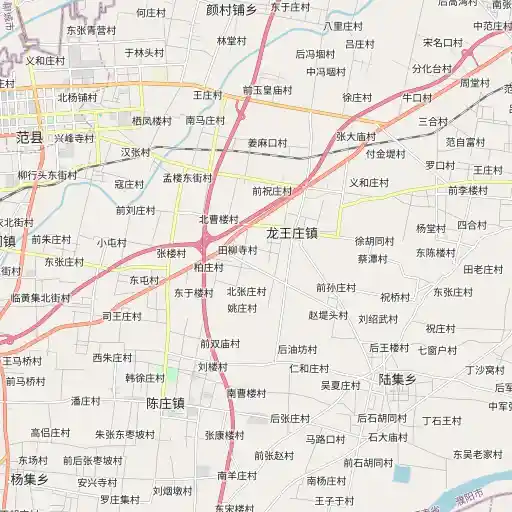 何庄村
颜村铺乡
东于庄村
八里庄村
中范庄村
东张青营村
于林头村
林堂村
吕庄村
宋名口村
后冯堌村
义和庄村
中冯堌村
分化台村
周堂村
北杨铺村
王庄村
前玉皇庙村
徐庄村
牛口村
栖凤楼村
南马庄村
三合村
范县
兴峰寺村
张大庙村
汉张村
姜麻口村
付金堤村
范自富村
罗口村
柳行头东街村
寇庄村
孟楼东街村
前祝庄村
义和庄村
王庄村
前李楼村
前刘庄村
北曹楼村
北街村
杨堂村
四合村
前朱庄村
小屯村
龙王庄镇
徐胡同村
张楼村
田柳寺村
蔡潭村
东陈楼村
东张庄村
柏庄村
田老庄村
东屯村
临黄集北街村
东于楼村
北张庄村
前孙庄村
祝桥村
东张庄村
姚庄村
司王庄村
赵堤头村
刘绍武村
祝庄村
前双庙村
后油坊村
后王楼村
七窗户村
王马桥村
西朱庄村
刘楼村
仁和庄村
丁沙窝村
前马桥村
韩徐庄村
吴夏庄村
陆集乡
南曹楼村
潘庄村
陈庄镇
后张庄村
后石胡同村
丁石王村
高侣庄村
朱张东枣坡村
张康楼村
马路口村
石大庙村
东场村
前后张枣坡村
前张赵村
前石胡同村
东吴老家村
杨集乡
安兴寺村
南羊庄村
南杨庄村
罗庄集村
刘烟墩村
王子于村
东宋楼村
濮阳市